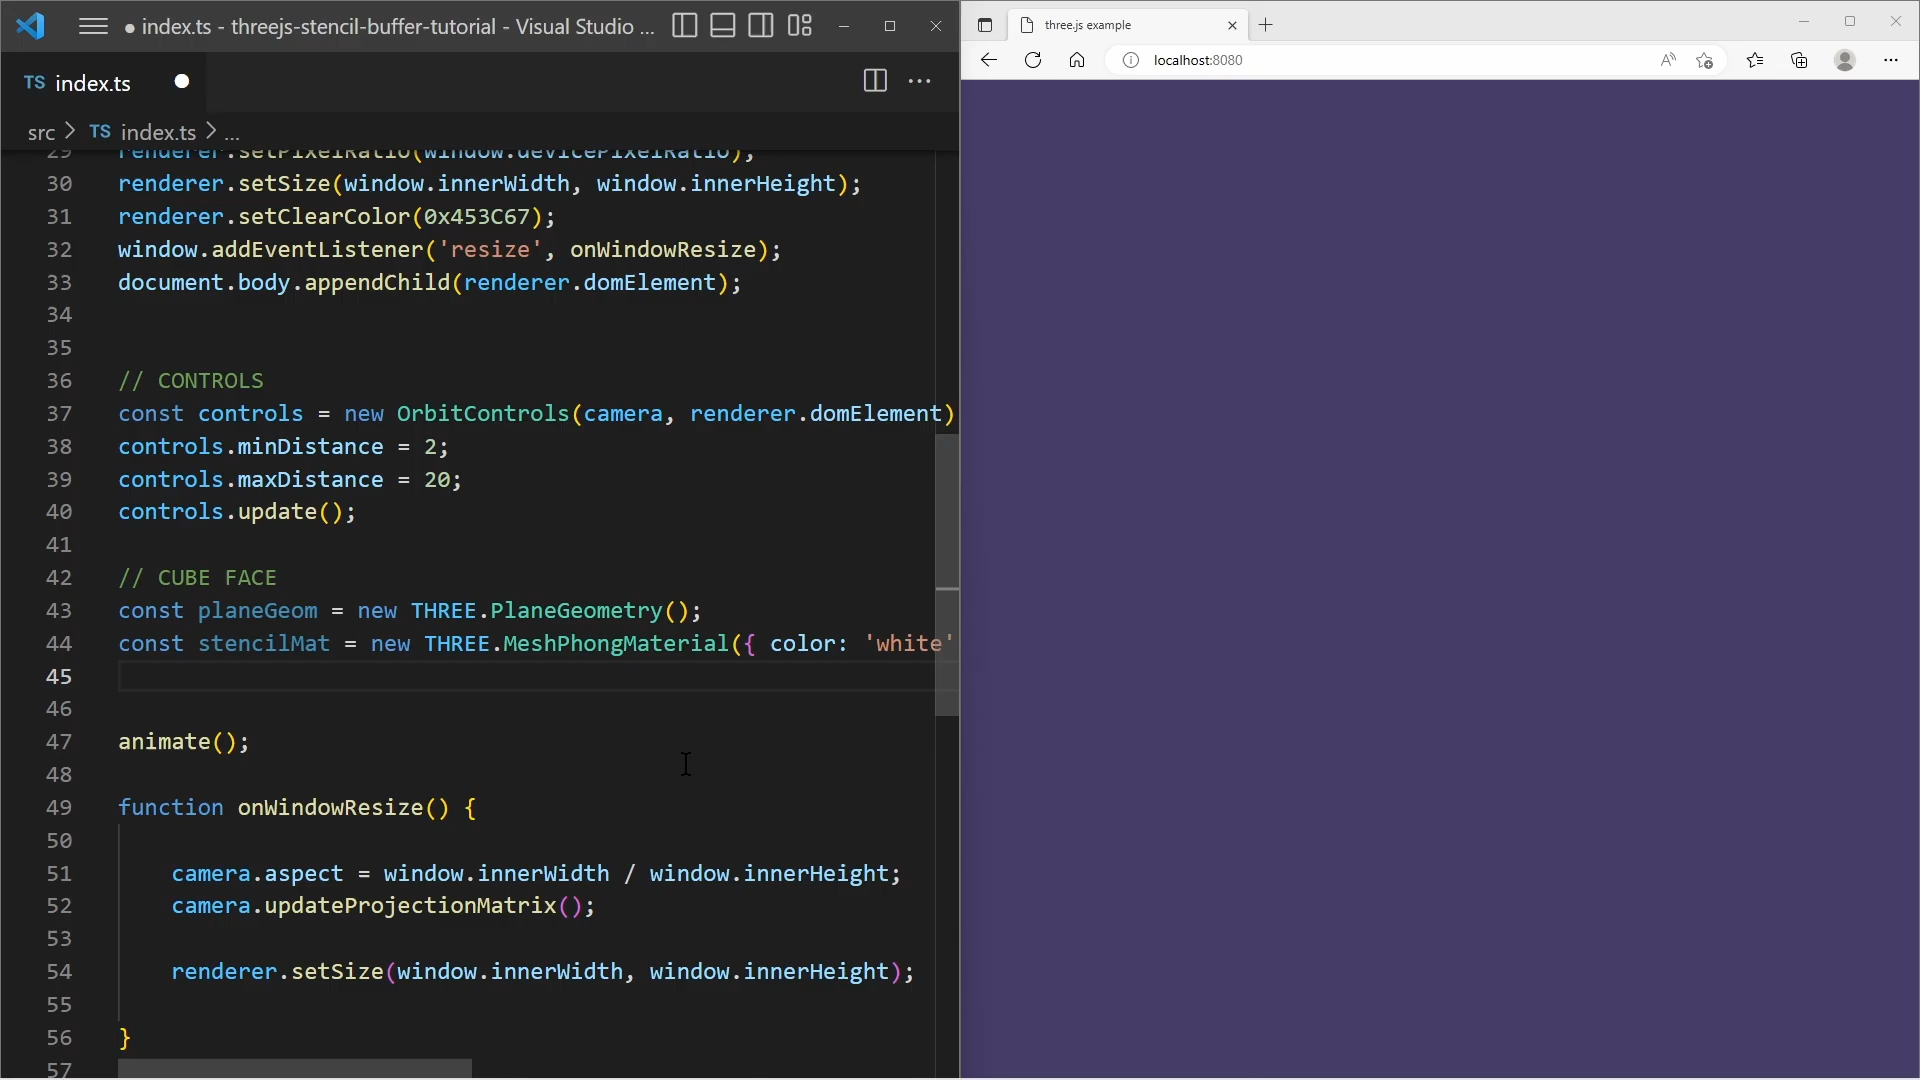 index.ts - threejs-stencil-buffer-tutorial - Visual Studio ...
TS index.ts
src > TS index.ts > ...
29 renderer.setPixelRatio(window.devicePixelRatio);
30 renderer.setSize(window.innerWidth, window.innerHeight);
31 renderer.setClearColor(0x453C67);
32 window.addEventListener('resize', onWindowResize);
33 document.body.appendChild(renderer.domElement);
34
35
36 // CONTROLS
37 const controls = new OrbitControls(camera, renderer.domElement)
38 controls.minDistance = 2;
39 controls.maxDistance = 20;
40 controls.update();
41
42 // CUBE FACE
43 const planeGeom = new THREE.PlaneGeometry();
44 const stencilMat = new THREE.MeshPhongMaterial({ color: 'white'
45
46
47 animate();
48
49 function onWindowResize() {
50
51 camera.aspect = window.innerWidth / window.innerHeight;
52 camera.updateProjectionMatrix();
53
54 renderer.setSize(window.innerWidth, window.innerHeight);
55
56 }
57
three.js example
localhost:8080